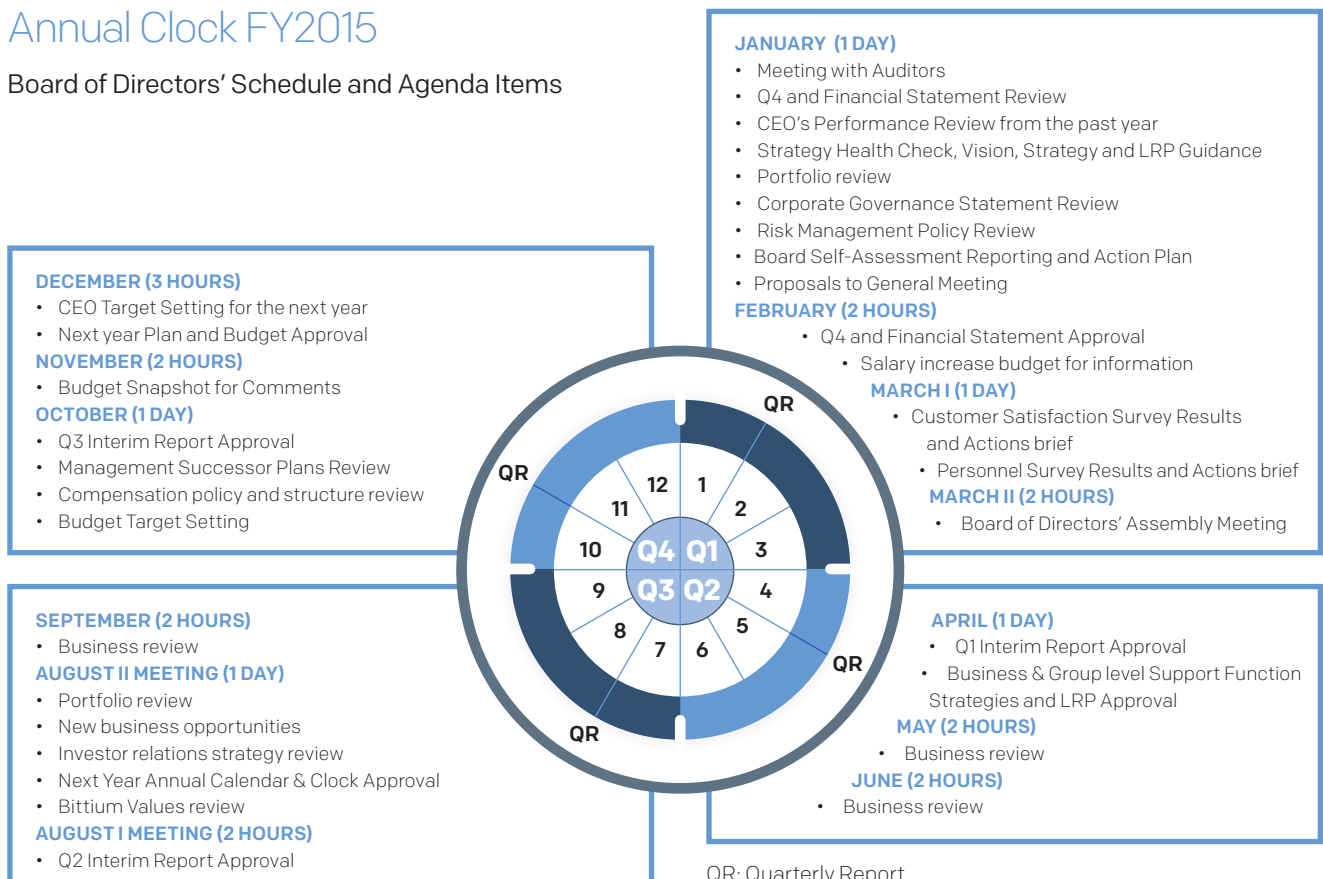 Annual Clock FY2015
Board of Directors' Schedule and Agenda Items
JANUARY (1 DAY)
• Meeting with Auditors
• Q4 and Financial Statement Review
• CEO's Performance Review from the past year
• Strategy Health Check, Vision, Strategy and LRP Guidance
• Portfolio review
• Corporate Governance Statement Review
• Risk Management Policy Review
• Board Self-Assessment Reporting and Action Plan
• Proposals to General Meeting
FEBRUARY (2 HOURS)
• Q4 and Financial Statement Approval
• Salary increase budget for information
MARCH I (1 DAY)
• Customer Satisfaction Survey Results
and Actions brief
• Personnel Survey Results and Actions brief
MARCH II (2 HOURS)
• Board of Directors' Assembly Meeting
DECEMBER (3 HOURS)
• CEO Target Setting for the next year
• Next year Plan and Budget Approval
NOVEMBER (2 HOURS)
• Budget Snapshot for Comments
OCTOBER (1 DAY)
• Q3 Interim Report Approval
• Management Successor Plans Review
• Compensation policy and structure review
• Budget Target Setting
QR
QR
12 1
11 2
10 Q4 Q1 3
9 Q3 Q2 4
8 5
7 6
QR
QR
SEPTEMBER (2 HOURS)
• Business review
AUGUST II MEETING (1 DAY)
• Portfolio review
• New business opportunities
• Investor relations strategy review
• Next Year Annual Calendar & Clock Approval
• Bittium Values review
AUGUST I MEETING (2 HOURS)
• Q2 Interim Report Approval
APRIL (1 DAY)
• Q1 Interim Report Approval
• Business & Group level Support Function
Strategies and LRP Approval
MAY (2 HOURS)
• Business review
JUNE (2 HOURS)
• Business review
QR: Quarterly Report